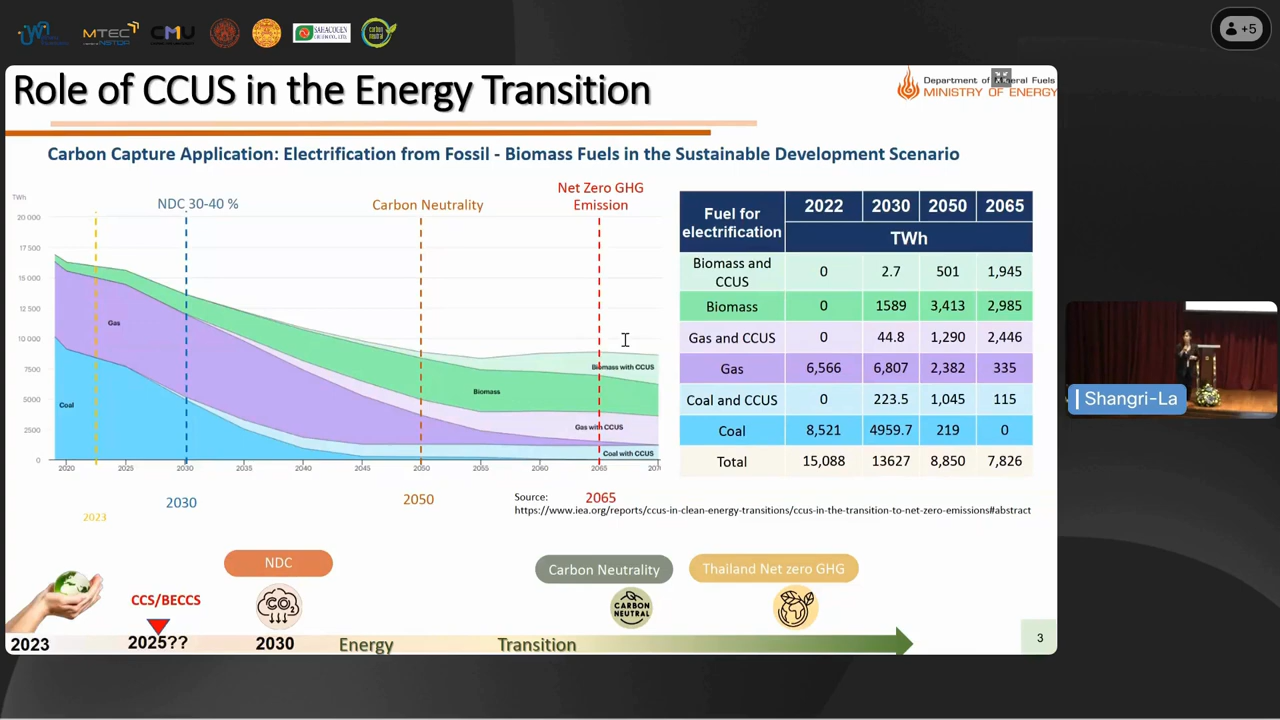 MTEC
CMU
SAHACOGEN
carbon
neutral
+5
Role of CCUS in the Energy Transition
Department of Mineral Fuels
MINISTRY OF ENERGY
Carbon Capture Application: Electrification from Fossil - Biomass Fuels in the Sustainable Development Scenario
TWh
20 000
17 500
15 000
12 500
10 000
7500
5000
2500
0
NDC 30-40 %
Carbon Neutrality
Net Zero GHG
Emission
Gas
Coal
Biomass with CCUS
Biomass
Gas with CCUS
Coal with CCUS
2020 2025 2030 2035 2040 2045 2050 2055 2060 2065
2023
2030
2050
2065
Fuel for electrification 2022 2030 2050 2065
TWh
Biomass and CCUS 0 2.7 501 1,945
Biomass 0 1589 3,413 2,985
Gas and CCUS 0 44.8 1,290 2,446
Gas 6,566 6,807 2,382 335
Coal and CCUS 0 223.5 1,045 115
Coal 8,521 4959.7 219 0
Total 15,088 13627 8,850 7,826
Source:
https://www.iea.org/reports/ccus-in-clean-energy-transitions/ccus-in-the-transition-to-net-zero-emissions#abstract
Shangri-La
NDC
Carbon Neutrality
Thailand Net zero GHG
CCS/BECCS
CO2
CARBON
NEUTRAL
2023
2025??
2030
Energy
Transition
3